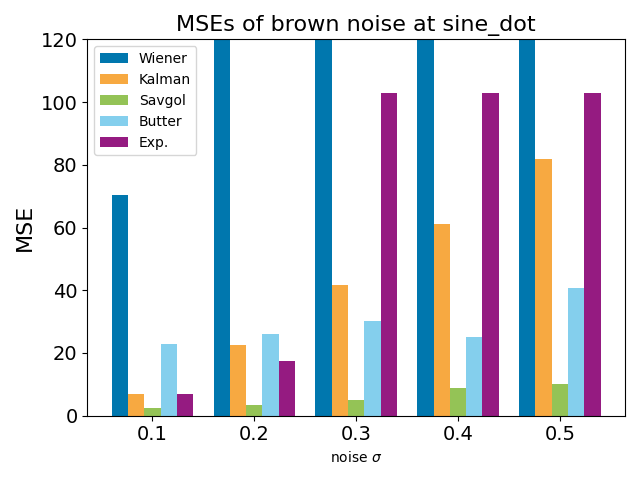 MSEs of brown noise at sine_dot
MSE
120
100
80
60
40
20
0
Wiener
Kalman
Savgol
Butter
Exp.
0.1 0.2 0.3 0.4 0.5
noise σ